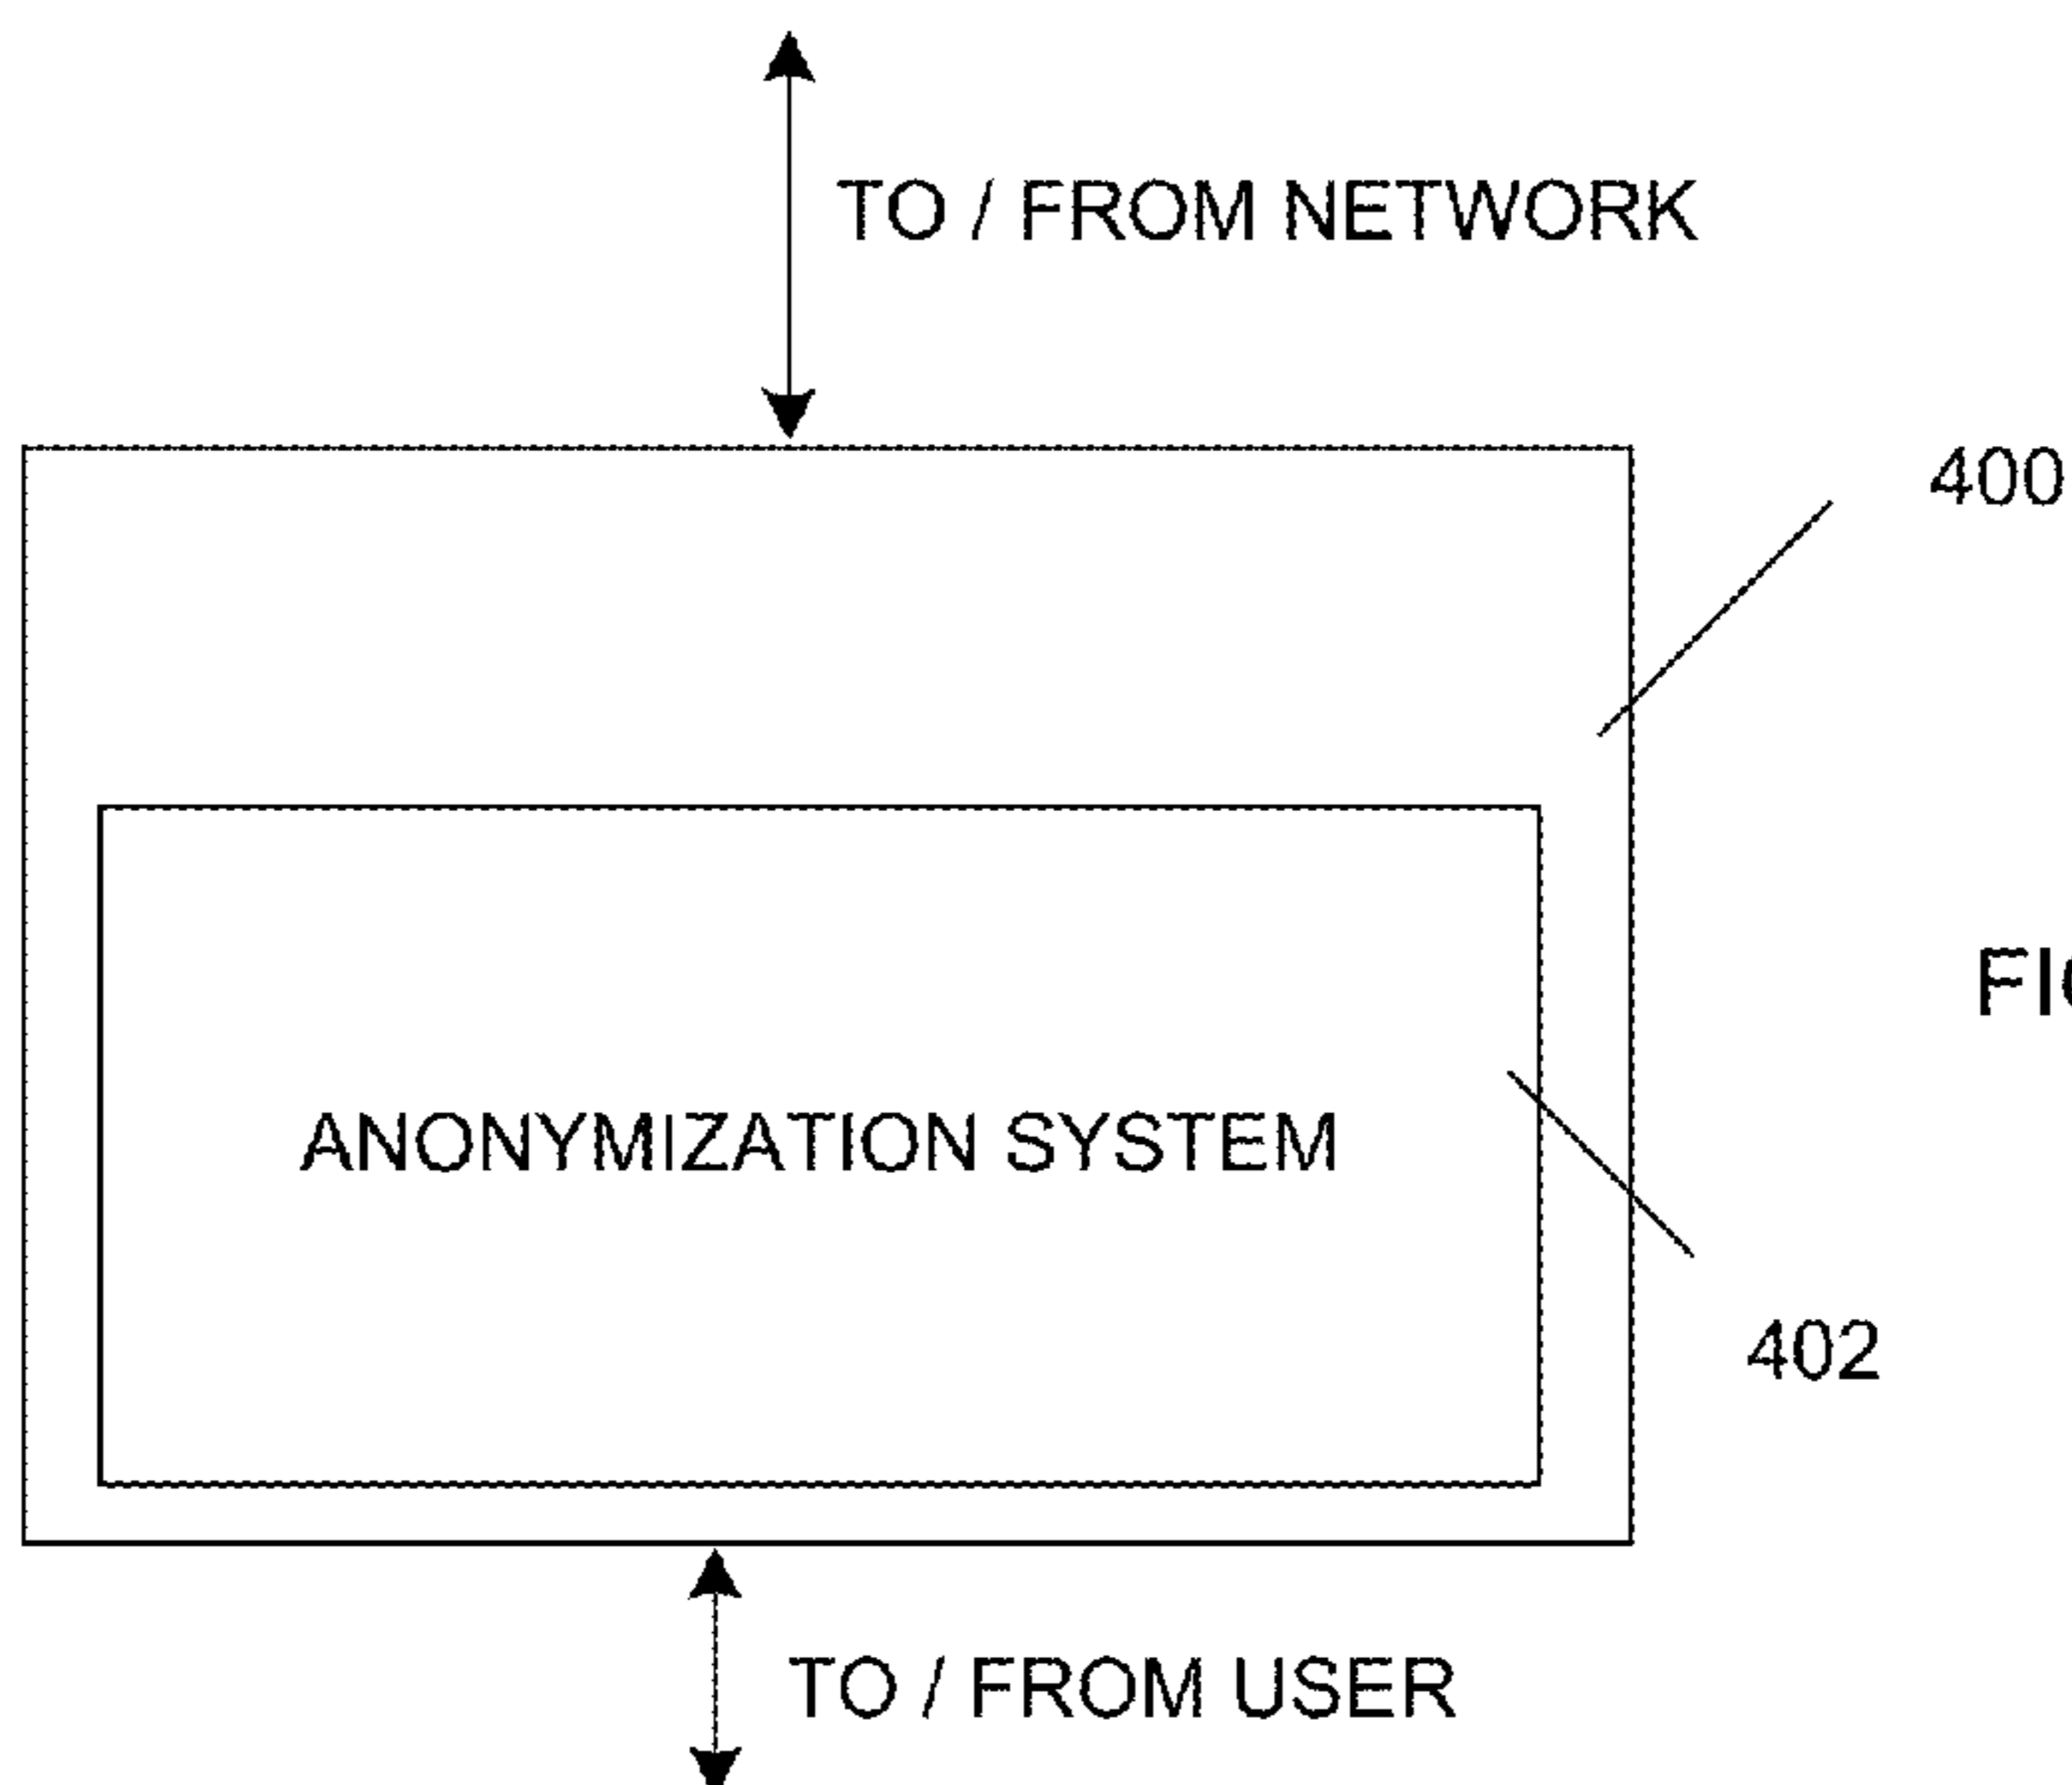 TO / FROM NETWORK
400
ANONYMIZATION SYSTEM
402
TO / FROM USER